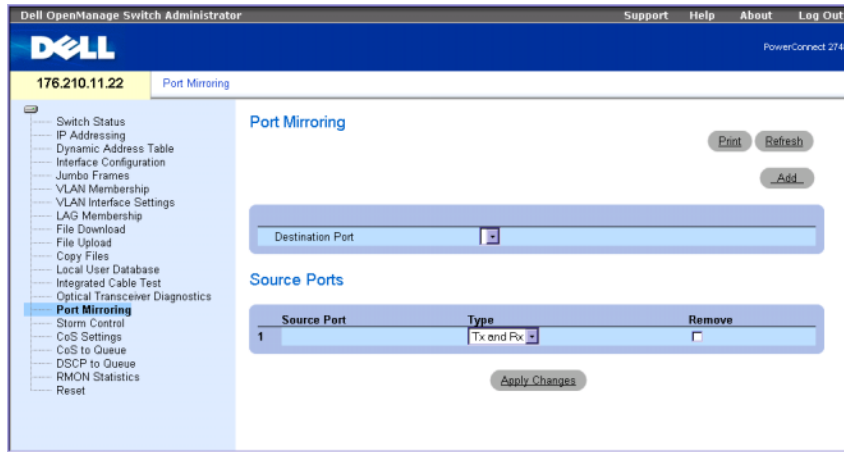 Dell OpenManage Switch Administrator
Support Help About Log Out
DELL
PowerConnect 274
176.210.11.22
Port Mirroring
Switch Status
IP Addressing
Dynamic Address Table
Interface Configuration
Jumbo Frames
VLAN Membership
VLAN Interface Settings
LAG Membership
File Download
File Upload
Copy Files
Local User Database
Integrated Cable Test
Optical Transceiver Diagnostics
Port Mirroring
Storm Control
CoS Settings
CoS to Queue
DSCP to Queue
RMON Statistics
Reset
Port Mirroring
Print Refresh
Add
Destination Port
Source Ports
Source Port Type Remove
1 Tx and Rx
Apply Changes